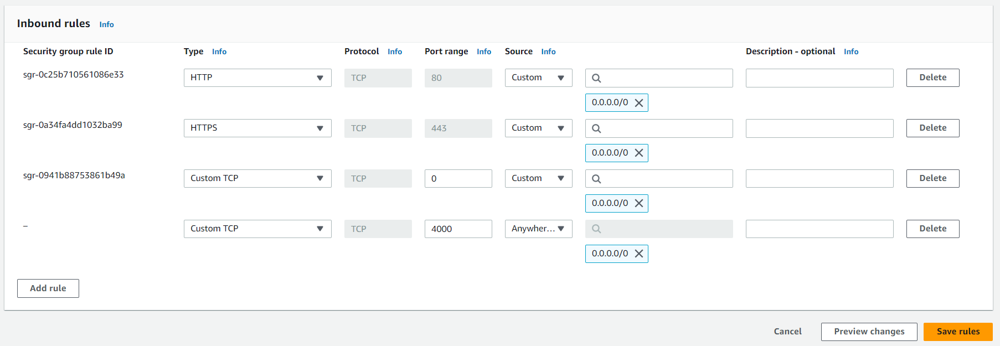 Inbound rules Info
Security group rule ID Type Info Protocol Info Port range Info Source Info Description - optional Info
sgr-0c25b710561086e33 HTTP TCP 80 Custom Delete
0.0.0.0/0
sgr-0a34fa4dd1032ba99 HTTPS TCP 443 Custom Delete
0.0.0.0/0
sgr-0941b88753861b49a Custom TCP TCP 0 Custom Delete
0.0.0.0/0
– Custom TCP TCP 4000 Anywher... Delete
0.0.0.0/0
Add rule
Cancel Preview changes Save rules